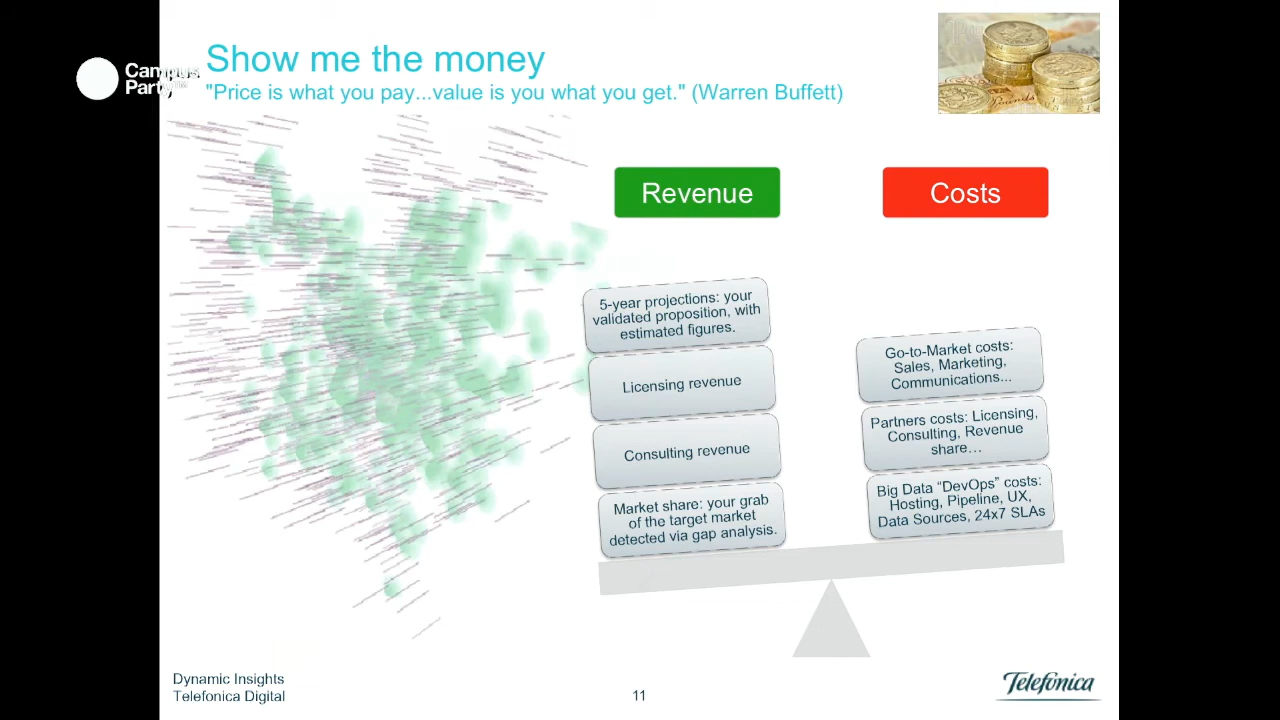 Show me the money
"Price is what you pay...value is you what you get." (Warren Buffett)
Campus
Party™
Revenue
Costs
5-year projections: your
validated proposition, with
estimated figures.
Licensing revenue
Consulting revenue
Market share: your grab
of the target market
detected via gap analysis.
Go-to-Market costs:
Sales, Marketing,
Communications...
Partners costs: Licensing,
Consulting, Revenue
share…
Big Data “DevOps” costs:
Hosting, Pipeline, UX,
Data Sources, 24x7 SLAs
Dynamic Insights
Telefonica Digital
11
Telefónica